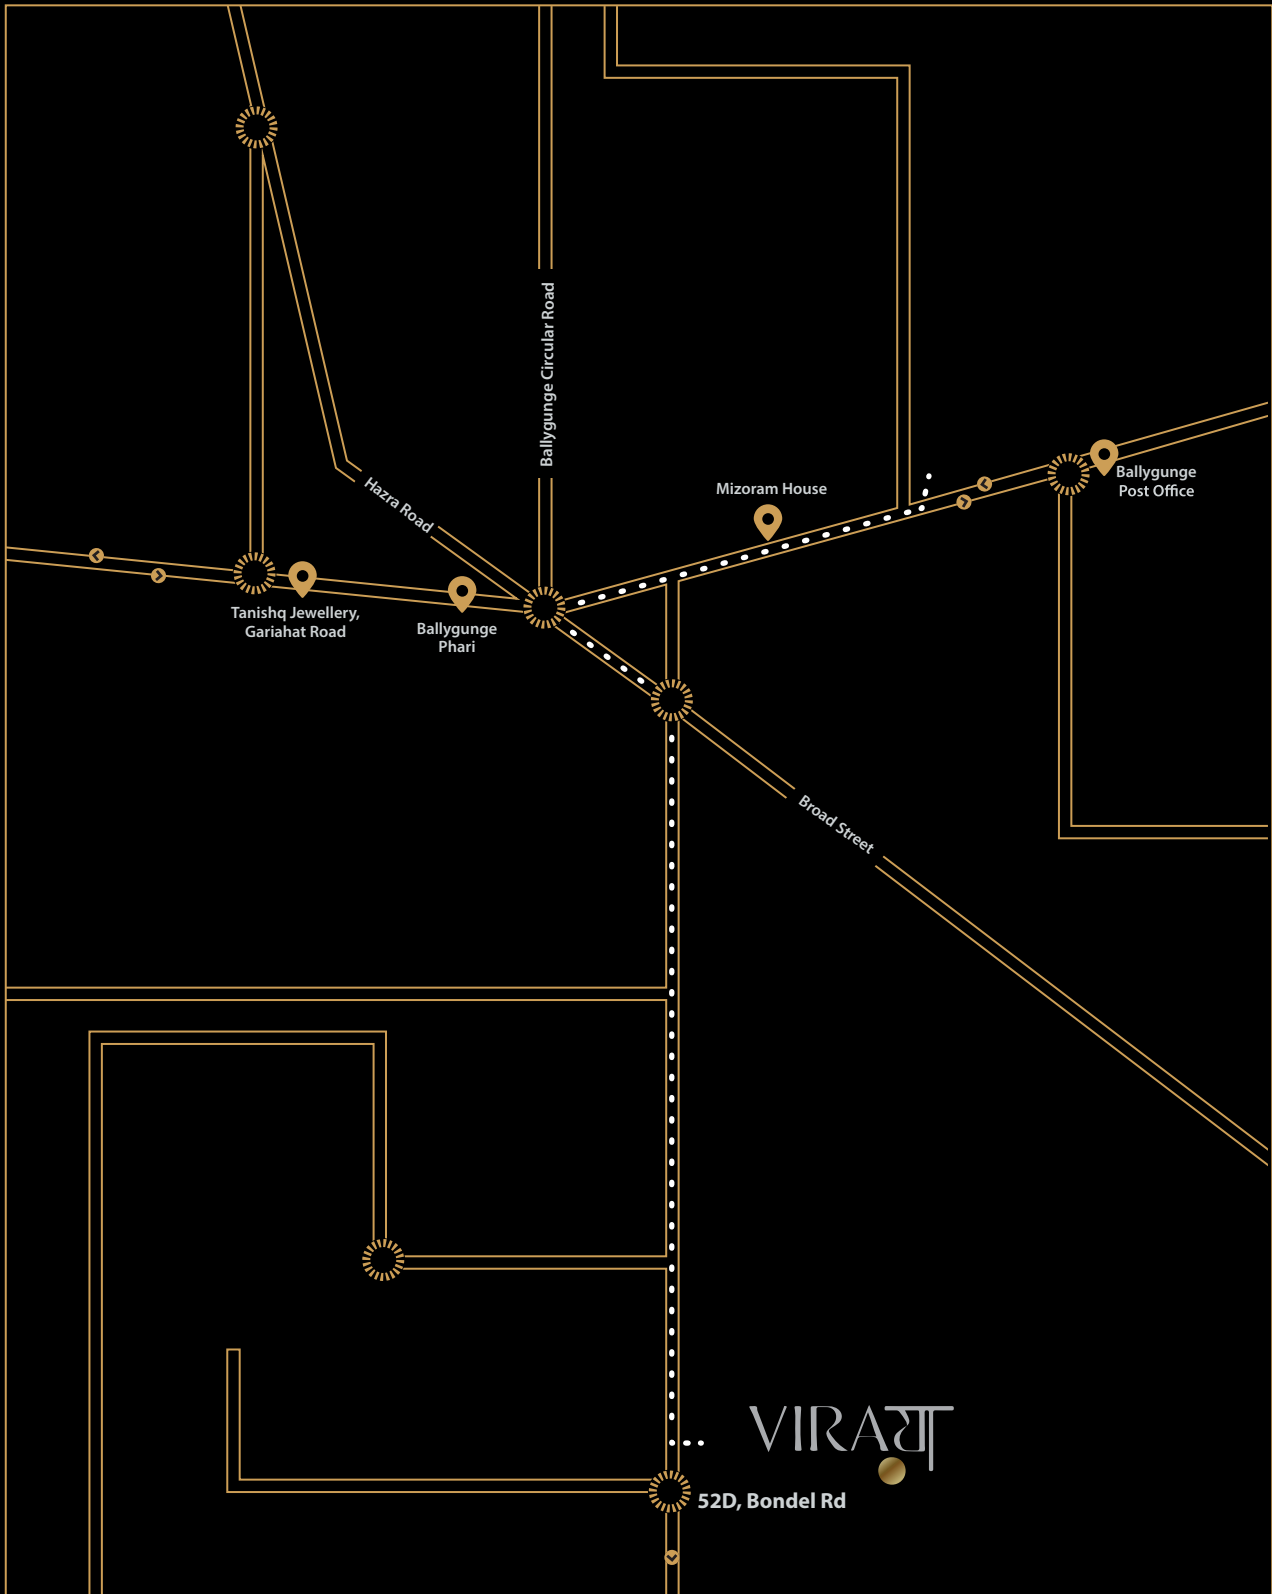 Ballygunge Circular Road
Hazra Road
Mizoram House
Ballygunge
Post Office
Tanishq Jewellery,
Gariahat Road
Ballygunge
Phari
Broad Street
VIRA
52D, Bondel Rd